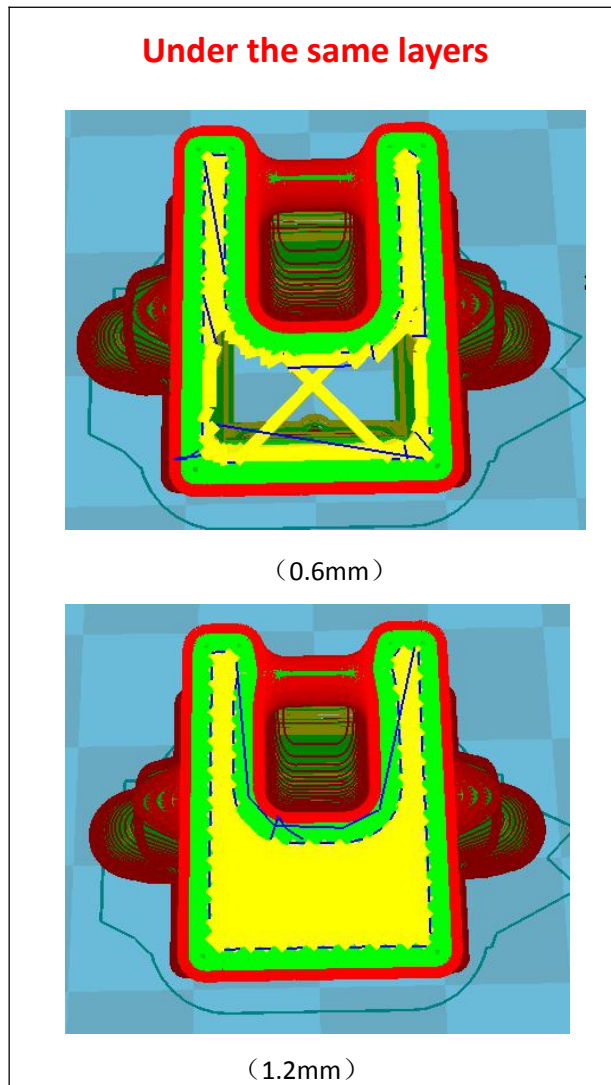 Under the same layers
（0.6mm）
（1.2mm）